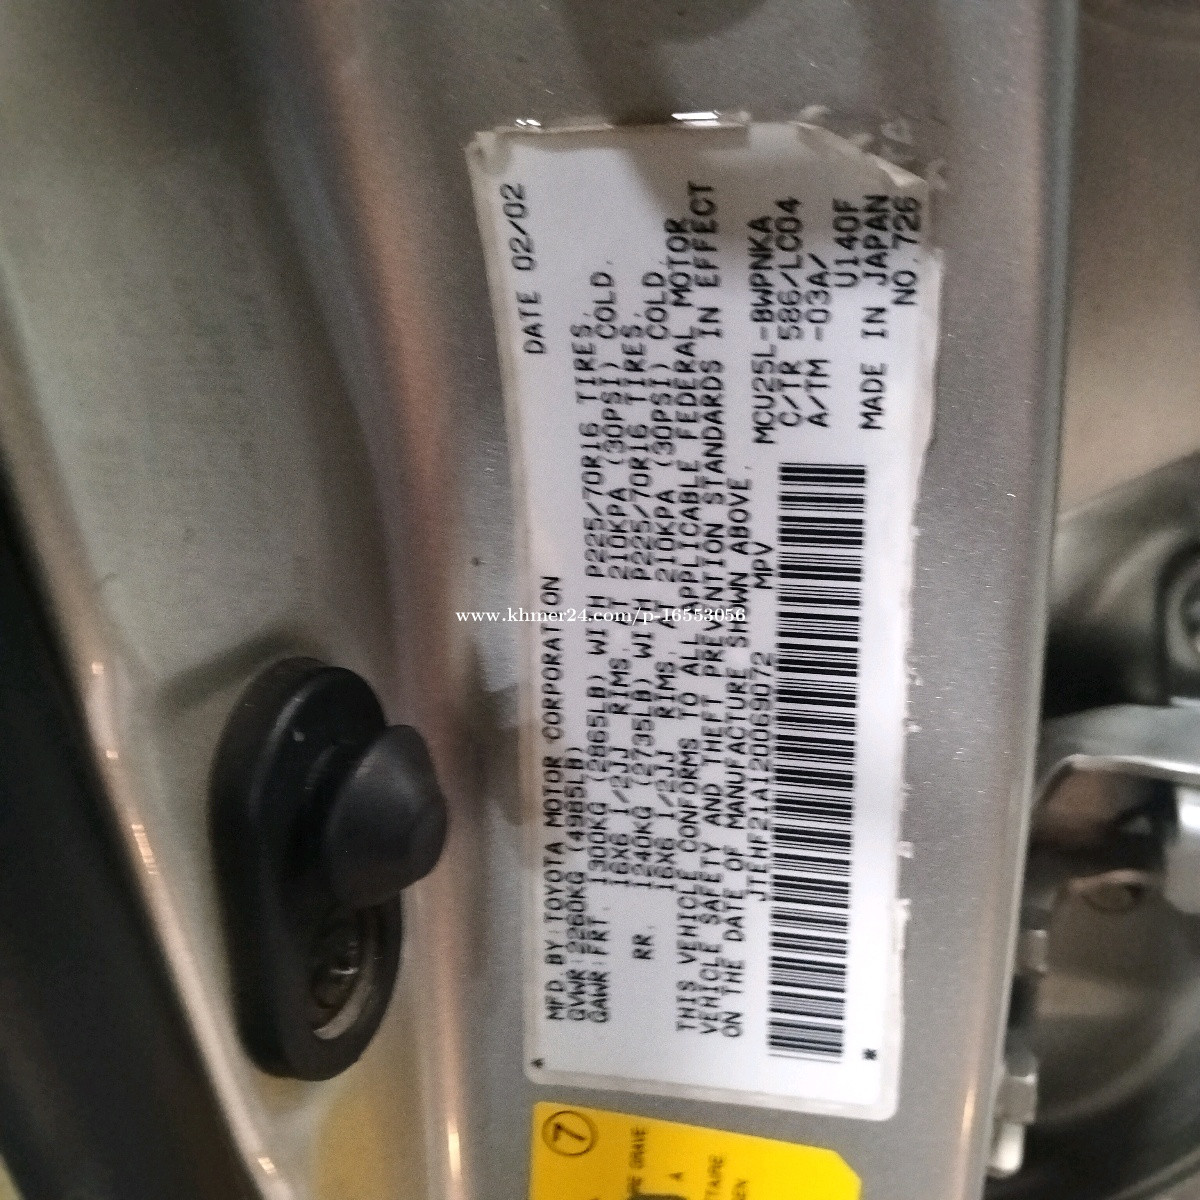 DATE 02/02
MFD. BY: TOYOTA MOTOR CORPORATION
GVWR: 2260KG (4985LB)
GAWR FRT. 1300KG (2865LB) WITH P225/70R16 TIRES,
16X6 1/2JJ RIMS, AT 210KPA (30PSI) COLD.
RR. 1240KG (2735LB) WITH P225/70R16 TIRES,
16X6 1/2JJ RIMS, AT 210KPA (30PSI) COLD.
THIS VEHICLE CONFORMS TO ALL APPLICABLE FEDERAL MOTOR
VEHICLE SAFETY AND THEFT PREVENTION STANDARDS IN EFFECT
ON THE DATE OF MANUFACTURE SHOWN ABOVE.
JTEHF21A120069072 MPV
MCU25L-BWPNKA
C/TR 586/LC04
A/TM -03A/
U140F
MADE IN JAPAN
NO. 726
7
GRAVE
A
www.khmer24.com/p-16553056